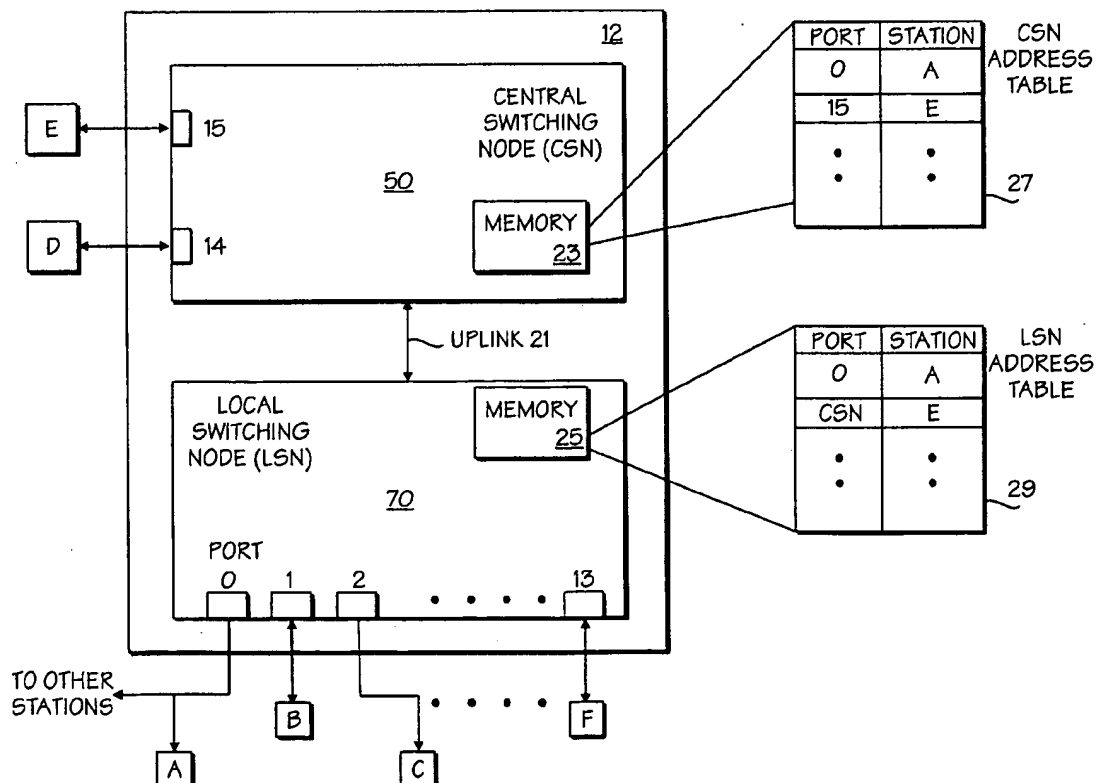 12
CENTRAL
SWITCHING
NODE (CSN)
E
15
50
MEMORY
23
D
14
UPLINK 21
PORT STATION
0 A
15 E
CSN
ADDRESS
TABLE
27
LOCAL
SWITCHING
NODE (LSN)
MEMORY
25
70
PORT STATION
0 A
CSN E
LSN
ADDRESS
TABLE
29
PORT
0 1 2 13
TO OTHER
STATIONS
B F
A C